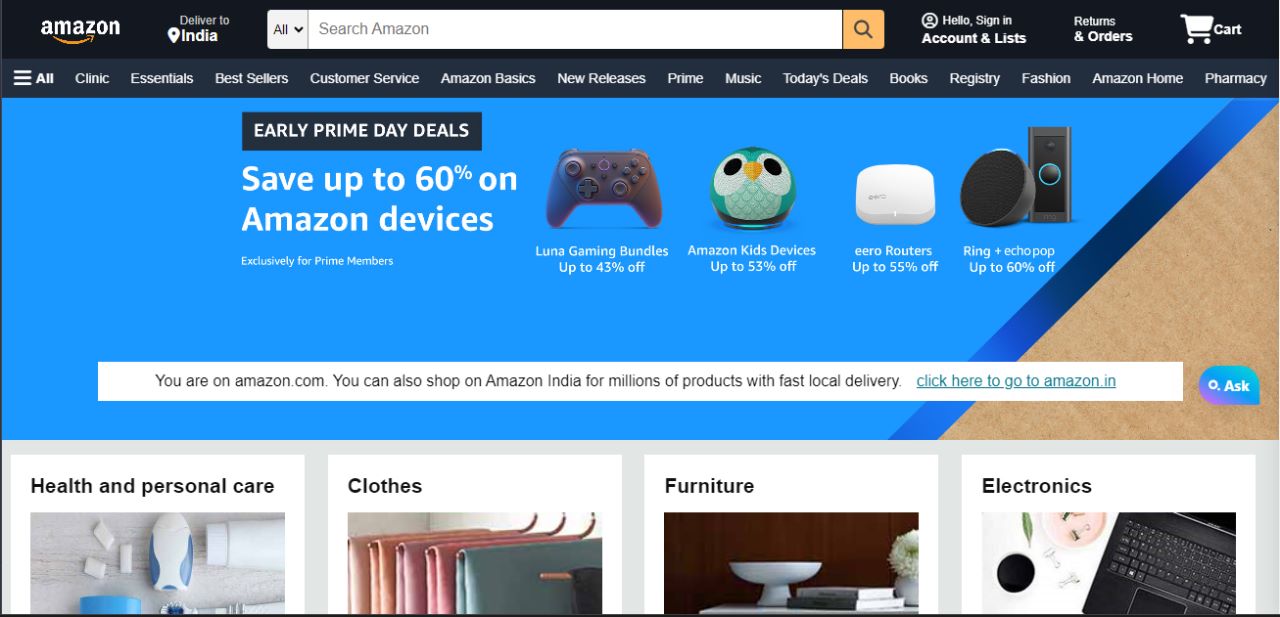 amazon
Deliver to
India
All
Search Amazon
Hello, Sign in
Account & Lists
Returns
& Orders
Cart
All Clinic Essentials Best Sellers Customer Service Amazon Basics New Releases Prime Music Today's Deals Books Registry Fashion Amazon Home Pharmacy
EARLY PRIME DAY DEALS
Save up to 60% on
Amazon devices
Exclusively for Prime Members
eero
ring
Luna Gaming Bundles
Up to 43% off
Amazon Kids Devices
Up to 53% off
eero Routers
Up to 55% off
Ring + echo pop
Up to 60% off
You are on amazon.com. You can also shop on Amazon India for millions of products with fast local delivery. click here to go to amazon.in
Ask
Health and personal care
Clothes
Furniture
Electronics